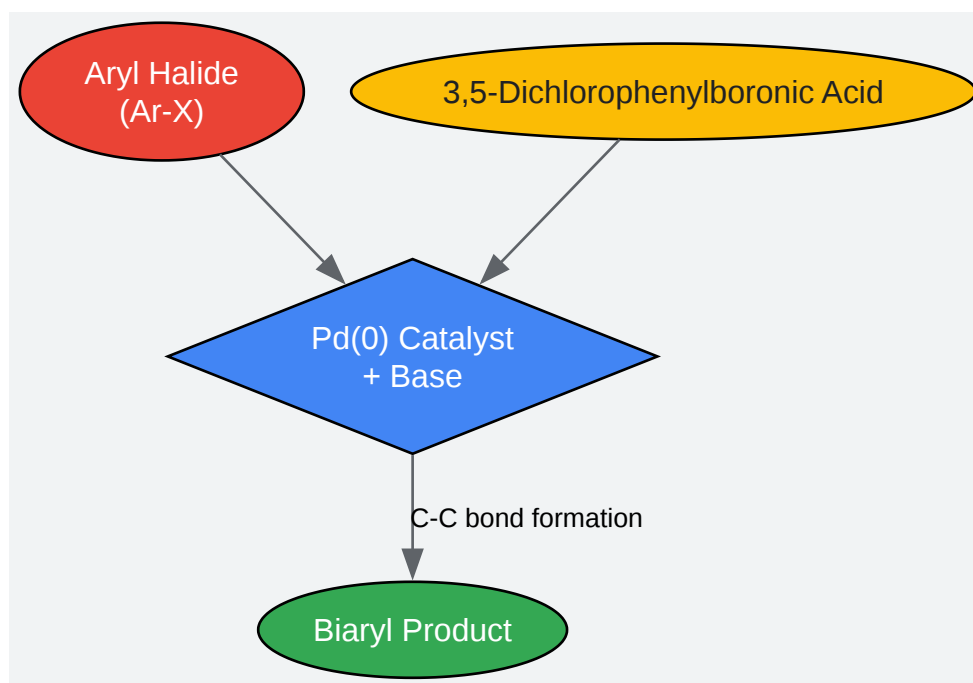 Aryl Halide
(Ar-X)
3,5-Dichlorophenylboronic Acid
Pd(0) Catalyst
+ Base
C-C bond formation
Biaryl Product